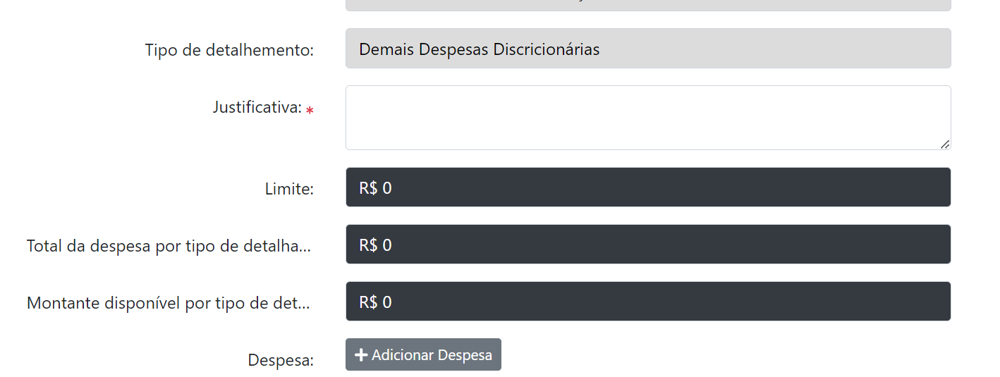 Tipo de detalhemento: Demais Despesas Discricionárias
Justificativa: *
Limite: R$ 0
Total da despesa por tipo de detalha... R$ 0
Montante disponível por tipo de det... R$ 0
Despesa: + Adicionar Despesa